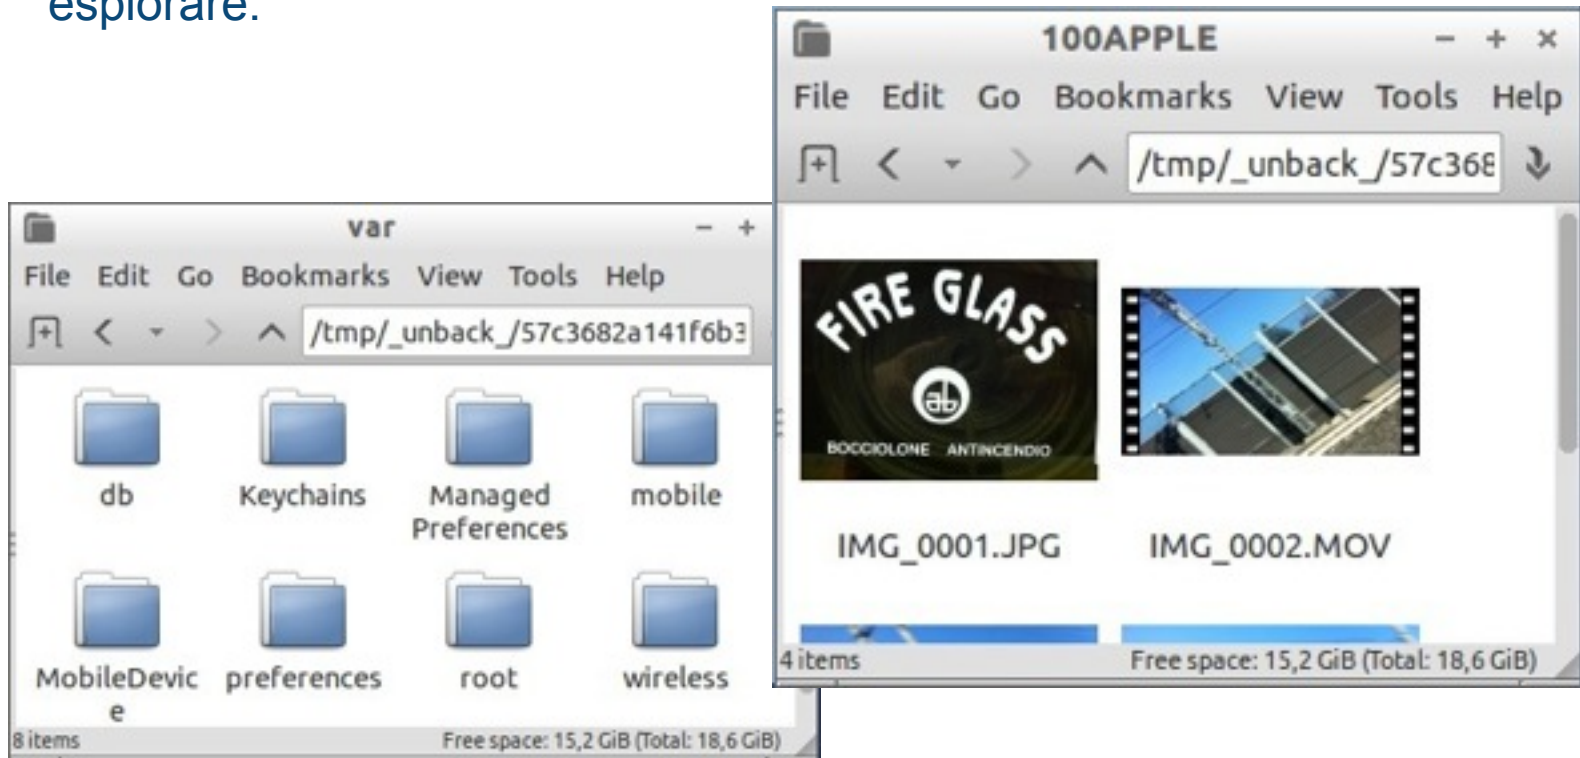 esplorare.
100APPLE
File Edit Go Bookmarks View Tools Help
/tmp/_unback_/57c368
FIRE GLASS
ab
BOCCIOLONE ANTINCENDIO
IMG_0001.JPG IMG_0002.MOV
4 items Free space: 15,2 GiB (Total: 18,6 GiB)
var
File Edit Go Bookmarks View Tools Help
/tmp/_unback_/57c3682a141f6b3
db Keychains Managed mobile
Preferences
MobileDevic preferences root wireless
e
8 items Free space: 15,2 GiB (Total: 18,6 GiB)